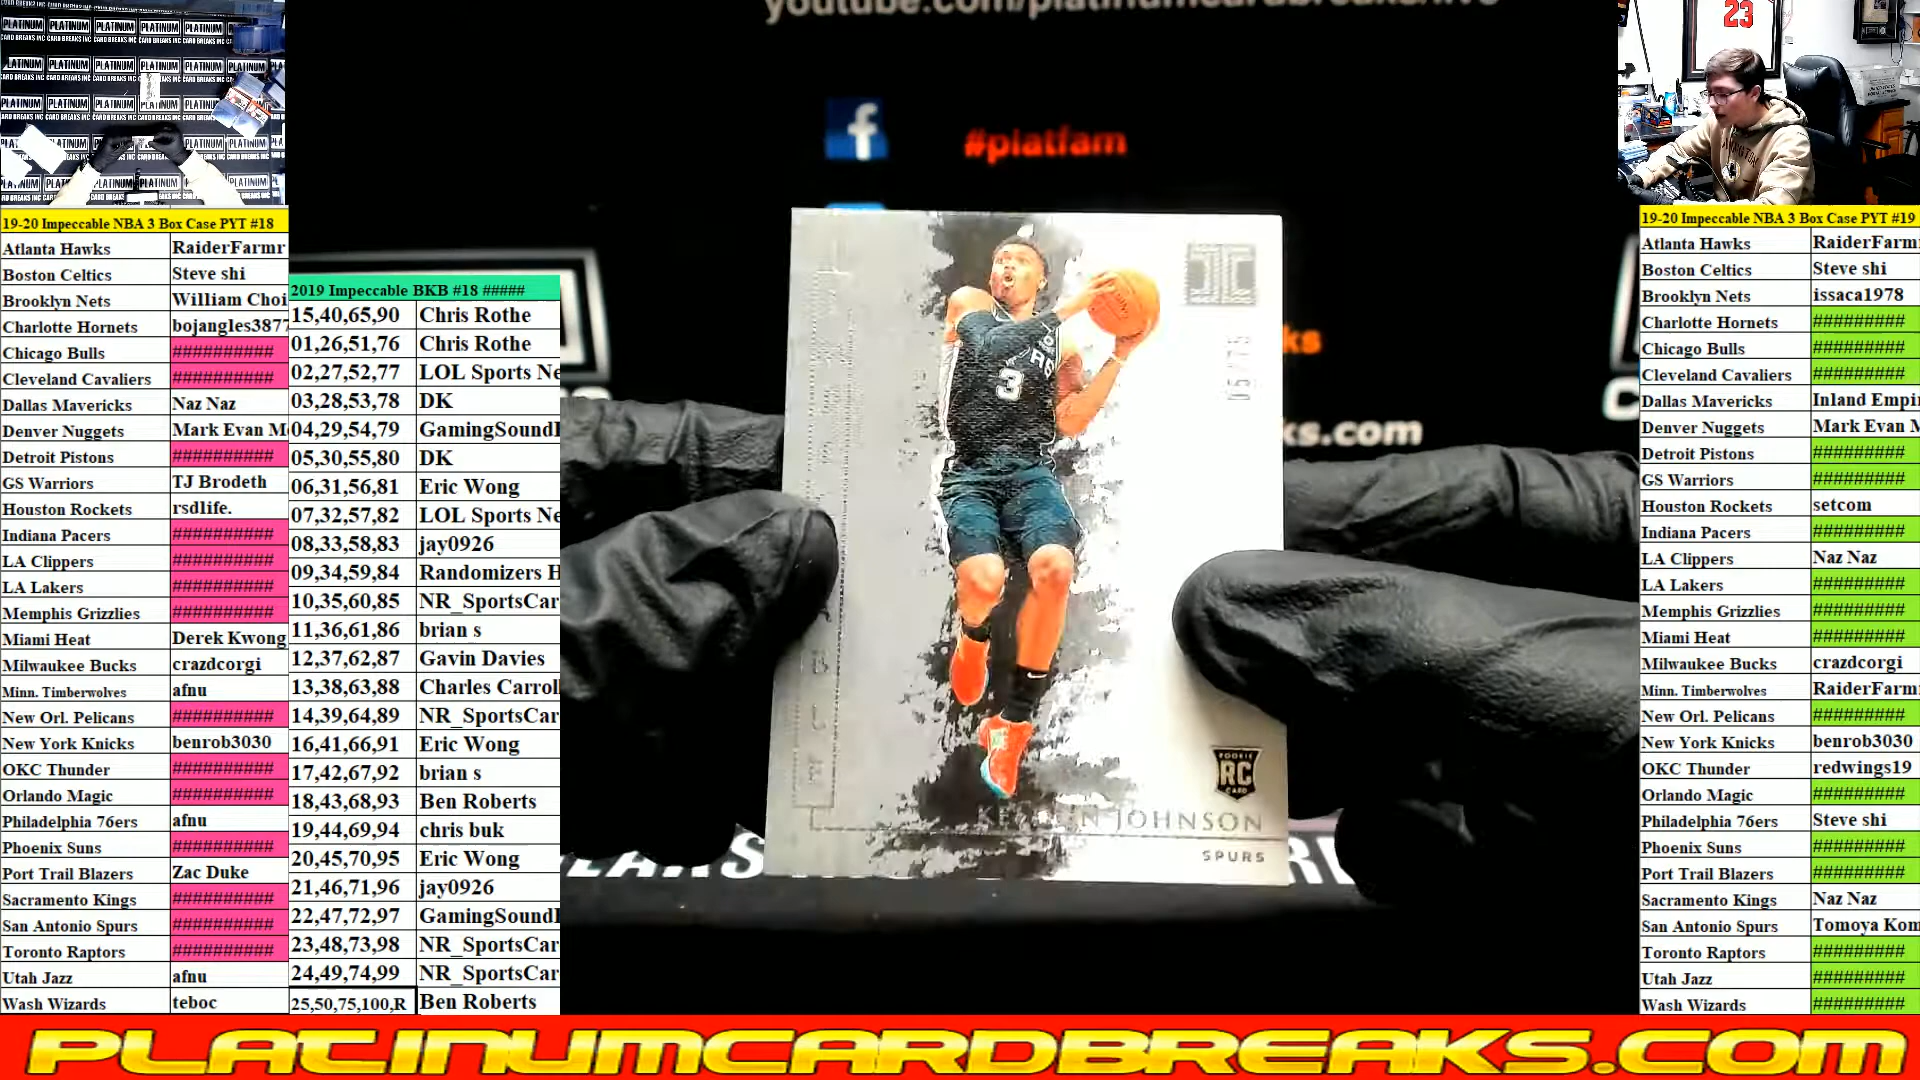 youtube.com/platinumcardbreaks/live
#platfam
23
19-20 Impeccable NBA 3 Box Case PYT #18
Atlanta Hawks RaiderFarmr
Boston Celtics Steve shi
Brooklyn Nets William Choi
Charlotte Hornets bojangles3877
Chicago Bulls ##########
Cleveland Cavaliers ##########
Dallas Mavericks Naz Naz
Denver Nuggets Mark Evan M
Detroit Pistons ##########
GS Warriors TJ Brodeth
Houston Rockets rsdlife.
Indiana Pacers ##########
LA Clippers ##########
LA Lakers ##########
Memphis Grizzlies ##########
Miami Heat Derek Kwong
Milwaukee Bucks crazdcorgi
Minn. Timberwolves afnu
New Orl. Pelicans ##########
New York Knicks benrob3030
OKC Thunder ##########
Orlando Magic ##########
Philadelphia 76ers afnu
Phoenix Suns ##########
Port Trail Blazers Zac Duke
Sacramento Kings ##########
San Antonio Spurs ##########
Toronto Raptors ##########
Utah Jazz afnu
Wash Wizards teboc
2019 Impeccable BKB #18 #####
15,40,65,90 Chris Rothe
01,26,51,76 Chris Rothe
02,27,52,77 LOL Sports Ne
03,28,53,78 DK
04,29,54,79 GamingSound
05,30,55,80 DK
06,31,56,81 Eric Wong
07,32,57,82 LOL Sports Ne
08,33,58,83 jay0926
09,34,59,84 Randomizers H
10,35,60,85 NR_SportsCar
11,36,61,86 brian s
12,37,62,87 Gavin Davies
13,38,63,88 Charles Carroll
14,39,64,89 NR_SportsCar
16,41,66,91 Eric Wong
17,42,67,92 brian s
18,43,68,93 Ben Roberts
19,44,69,94 chris buk
20,45,70,95 Eric Wong
21,46,71,96 jay0926
22,47,72,97 GamingSound
23,48,73,98 NR_SportsCar
24,49,74,99 NR_SportsCar
25,50,75,100,R Ben Roberts
3
ROOKIE
RC
CARD
JOHNSON
SPURS
ks
ks.com
19-20 Impeccable NBA 3 Box Case PYT #19
Atlanta Hawks RaiderFarm
Boston Celtics Steve shi
Brooklyn Nets issaca1978
Charlotte Hornets #########
Chicago Bulls #########
Cleveland Cavaliers #########
Dallas Mavericks Inland Empi
Denver Nuggets Mark Evan M
Detroit Pistons #########
GS Warriors #########
Houston Rockets setcom
Indiana Pacers #########
LA Clippers Naz Naz
LA Lakers #########
Memphis Grizzlies #########
Miami Heat #########
Milwaukee Bucks crazdcorgi
Minn. Timberwolves RaiderFarm
New Orl. Pelicans #########
New York Knicks benrob3030
OKC Thunder redwings19
Orlando Magic #########
Philadelphia 76ers Steve shi
Phoenix Suns #########
Port Trail Blazers #########
Sacramento Kings Naz Naz
San Antonio Spurs Tomoya Kom
Toronto Raptors #########
Utah Jazz #########
Wash Wizards #########
PLATINUMCARDBREAKS.COM